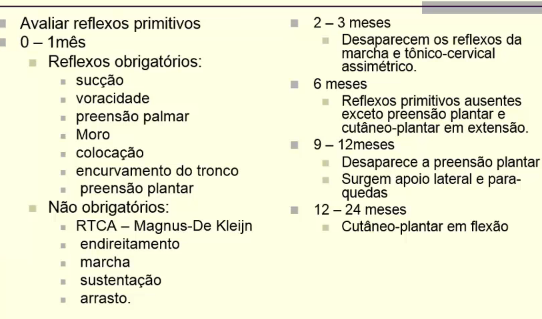 Avaliar reflexos primitivos
0 – 1mês
Reflexos obrigatórios:
sucção
voracidade
preensão palmar
Moro
colocação
encurvamento do tronco
preensão plantar
Não obrigatórios:
RTCA – Magnus-De Kleijn
endireitamento
marcha
sustentação
arrasto.
2 – 3 meses
Desaparecem os reflexos da
marcha e tônico-cervical
assimétrico.
6 meses
Reflexos primitivos ausentes
exceto preensão plantar e
cutâneo-plantar em extensão.
9 – 12meses
Desaparece a preensão plantar
Surgem apoio lateral e para-
quedas
12 – 24 meses
Cutâneo-plantar em flexão